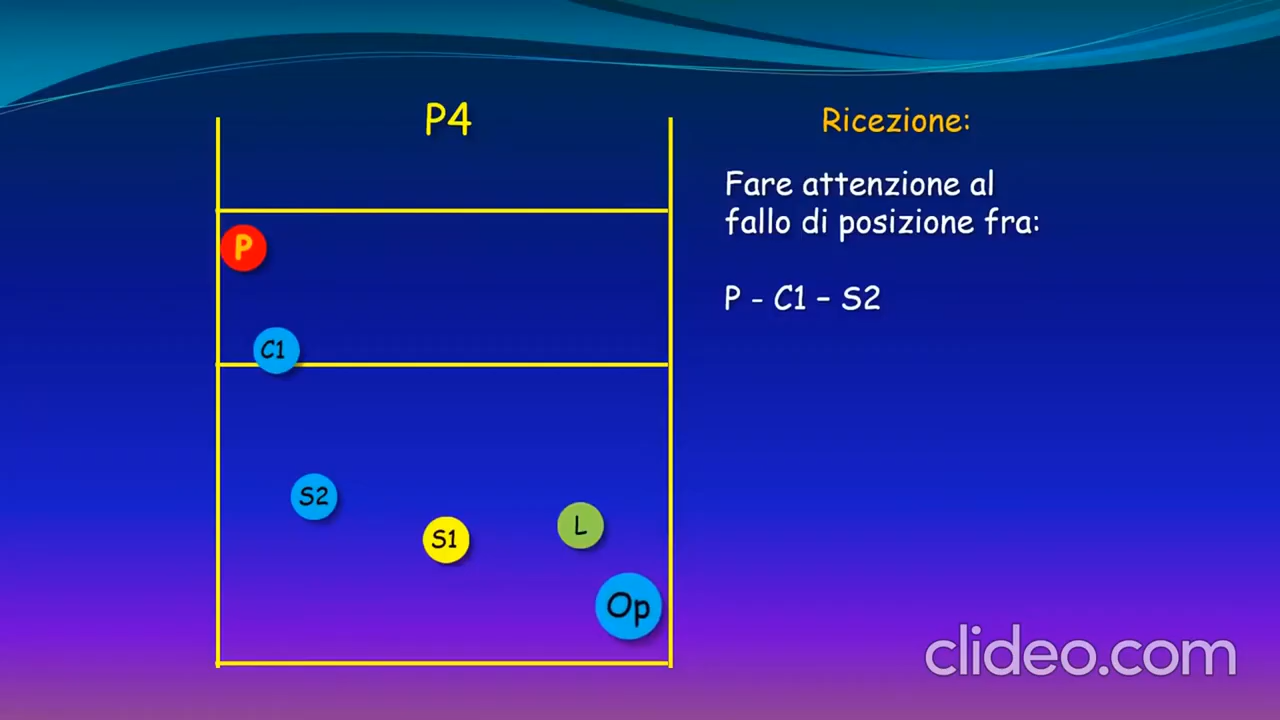 P4
Ricezione:
Fare attenzione al
fallo di posizione fra:
P - C1 – S2
P
C1
S2
S1
L
Op
clideo.com